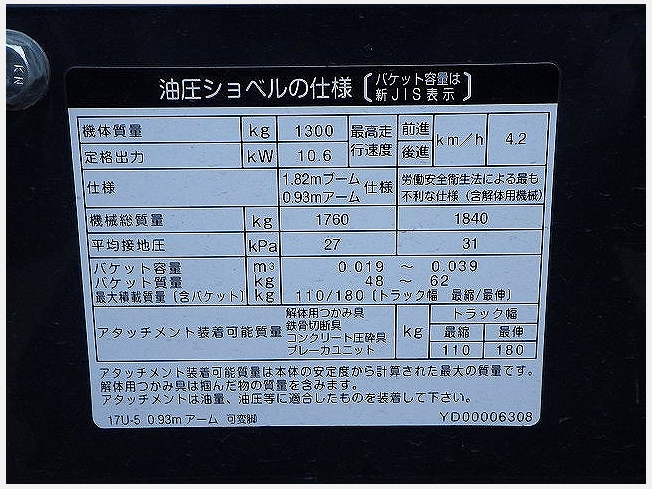 KN
油圧ショベルの仕様〔バケット容量は新JIS表示〕
機体質量 kg 1300 最高走行速度 前進 後進 km/h 4.2
定格出力 kW 10.6
仕様 1.82mブーム 0.93mアーム 仕様 労働安全衛生法による最も不利な仕様(含解体用機械)
機械総質量 kg 1760 1840
平均接地圧 kPa 27 31
バケット容量 m³ 0.019 ～ 0.039
バケット質量 kg 48 ～ 62
最大積載質量(含バケット) kg 110/180(トラック幅 最縮/最伸)
アタッチメント装着可能質量 解体用つかみ具 鉄骨切断具 コンクリート圧砕具 ブレーカユニット kg トラック幅
最縮 最伸
110 180
アタッチメント装着可能質量は本体の安定度から計算された最大の質量です。
解体用つかみ具は掴んだ物の質量を含みます。
アタッチメントは油量、油圧等に適合したものを装着して下さい。
17U-5 0.93mアーム 可変脚 YD00006308